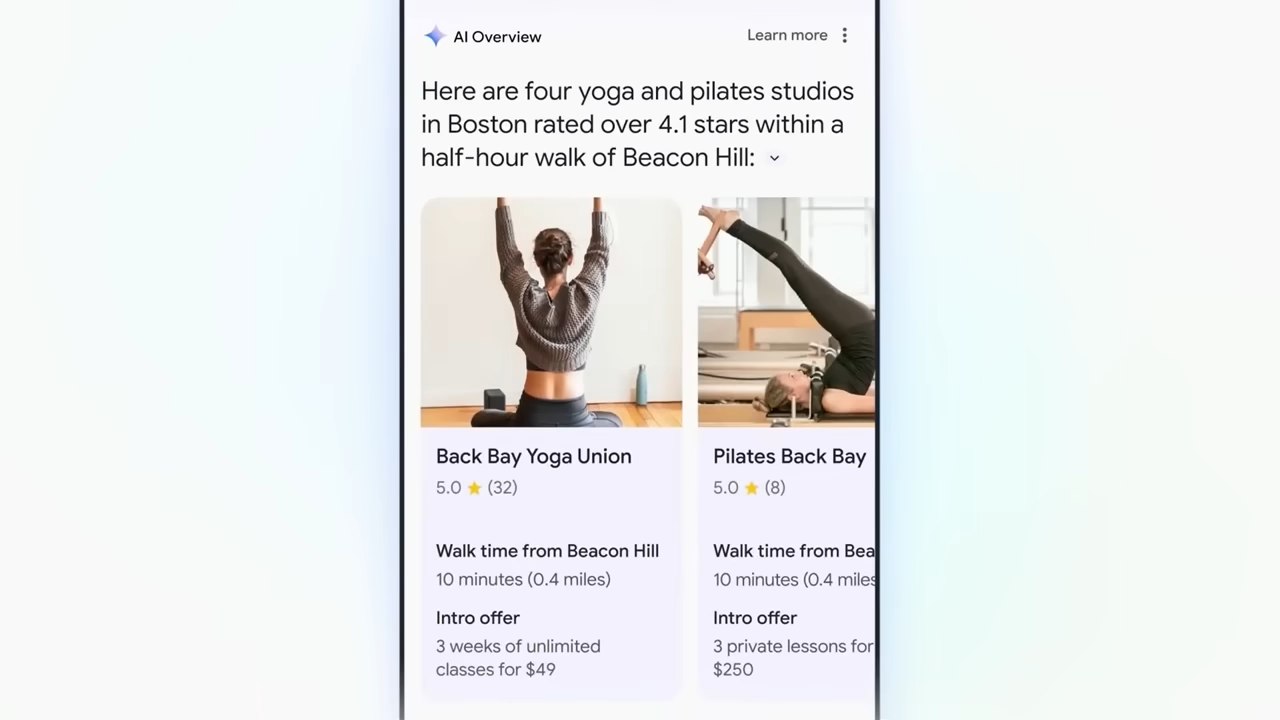 AI Overview
Learn more
Here are four yoga and pilates studios
in Boston rated over 4.1 stars within a
half-hour walk of Beacon Hill:
Back Bay Yoga Union
5.0 ★ (32)
Walk time from Beacon Hill
10 minutes (0.4 miles)
Intro offer
3 weeks of unlimited
classes for $49
Pilates Back Bay
5.0 ★ (8)
Walk time from Bea
10 minutes (0.4 miles
Intro offer
3 private lessons for
$250